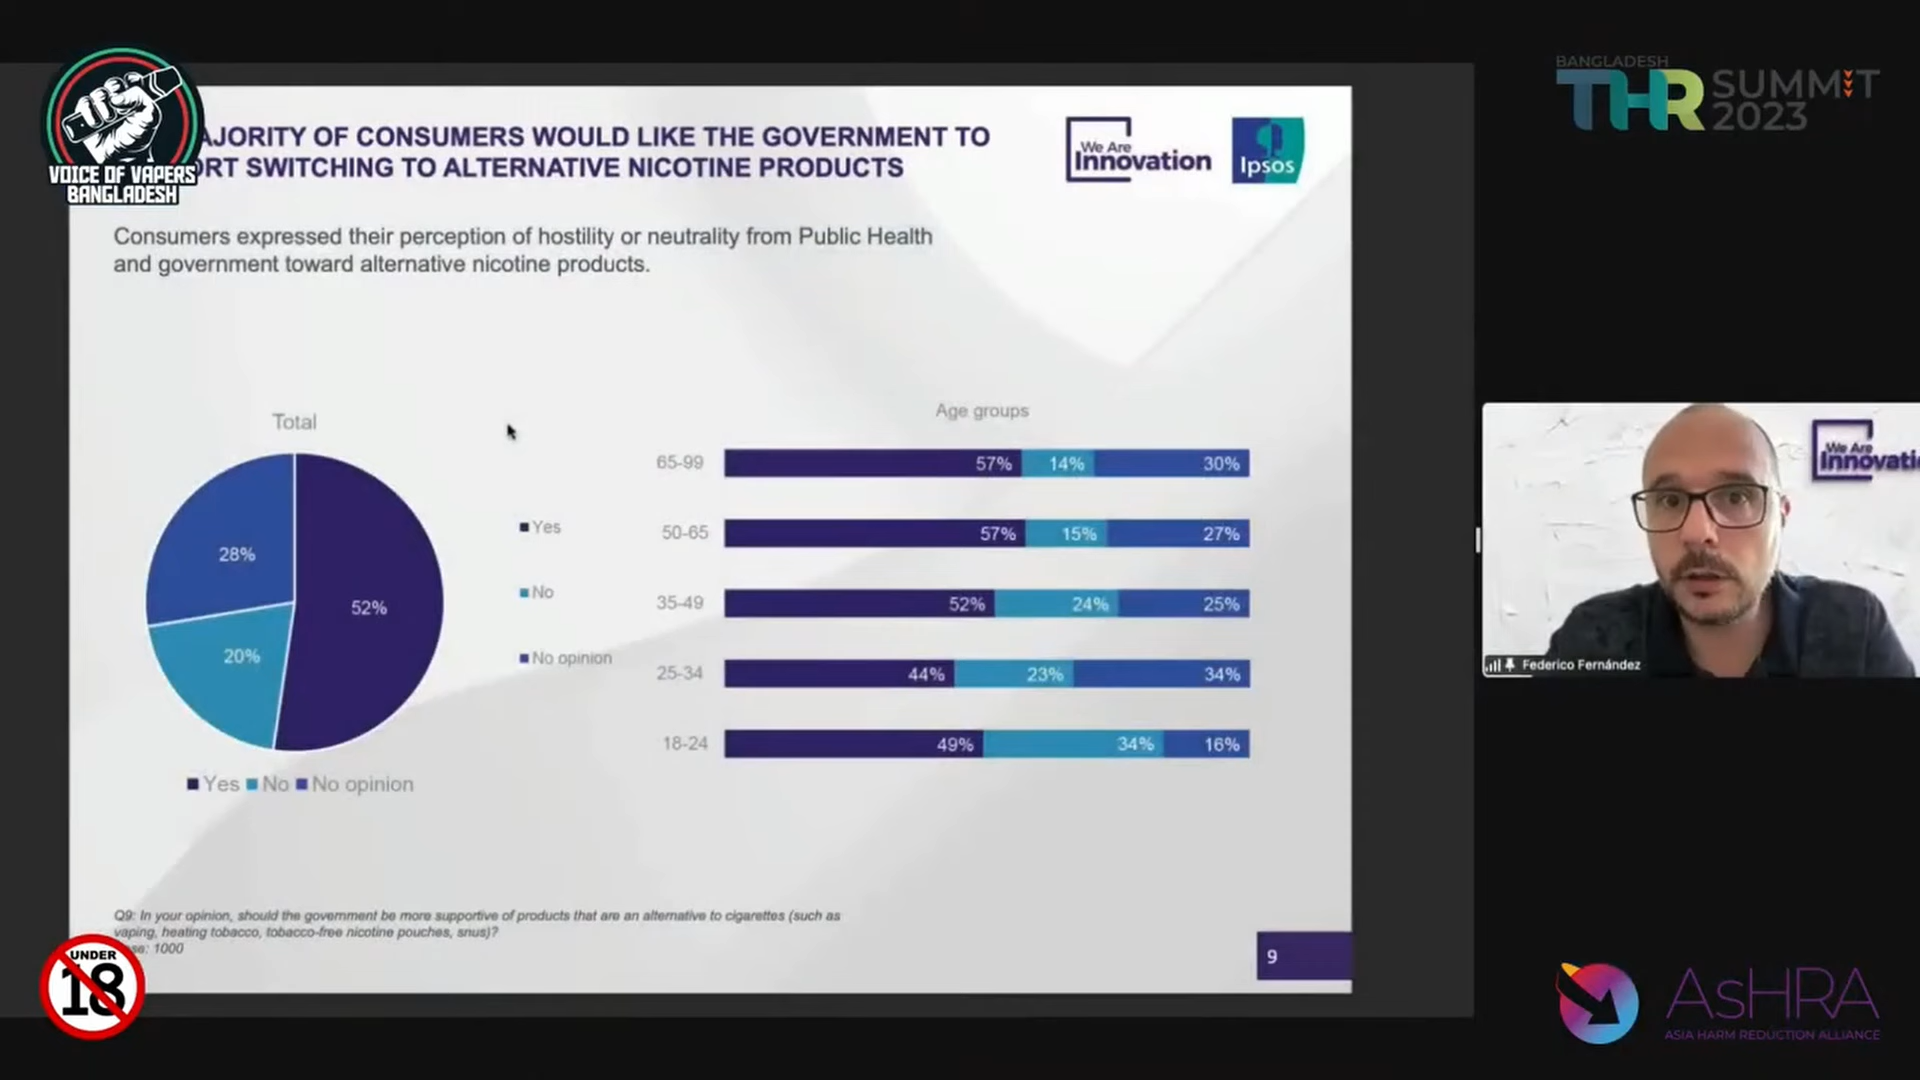 VOICE OF VAPERS
BANGLADESH
AJORITY OF CONSUMERS WOULD LIKE THE GOVERNMENT TO
ORT SWITCHING TO ALTERNATIVE NICOTINE PRODUCTS
We Are
Innovation
Ipsos
BANGLADESH
THR SUMMIT
2023
Consumers expressed their perception of hostility or neutrality from Public Health
and government toward alternative nicotine products.
Total
28%
52%
20%
Yes No No opinion
Yes
No
No opinion
Age groups
65-99 57% 14% 30%
50-65 57% 15% 27%
35-49 52% 24% 25%
25-34 44% 23% 34%
18-24 49% 34% 16%
We Are
Innovati
Federico Fernández
Q9: In your opinion, should the government be more supportive of products that are an alternative to cigarettes (such as
vaping, heating tobacco, tobacco-free nicotine pouches, snus)?
se: 1000
9
UNDER
18
AsHRA
ASIA HARM REDUCTION ALLIANCE